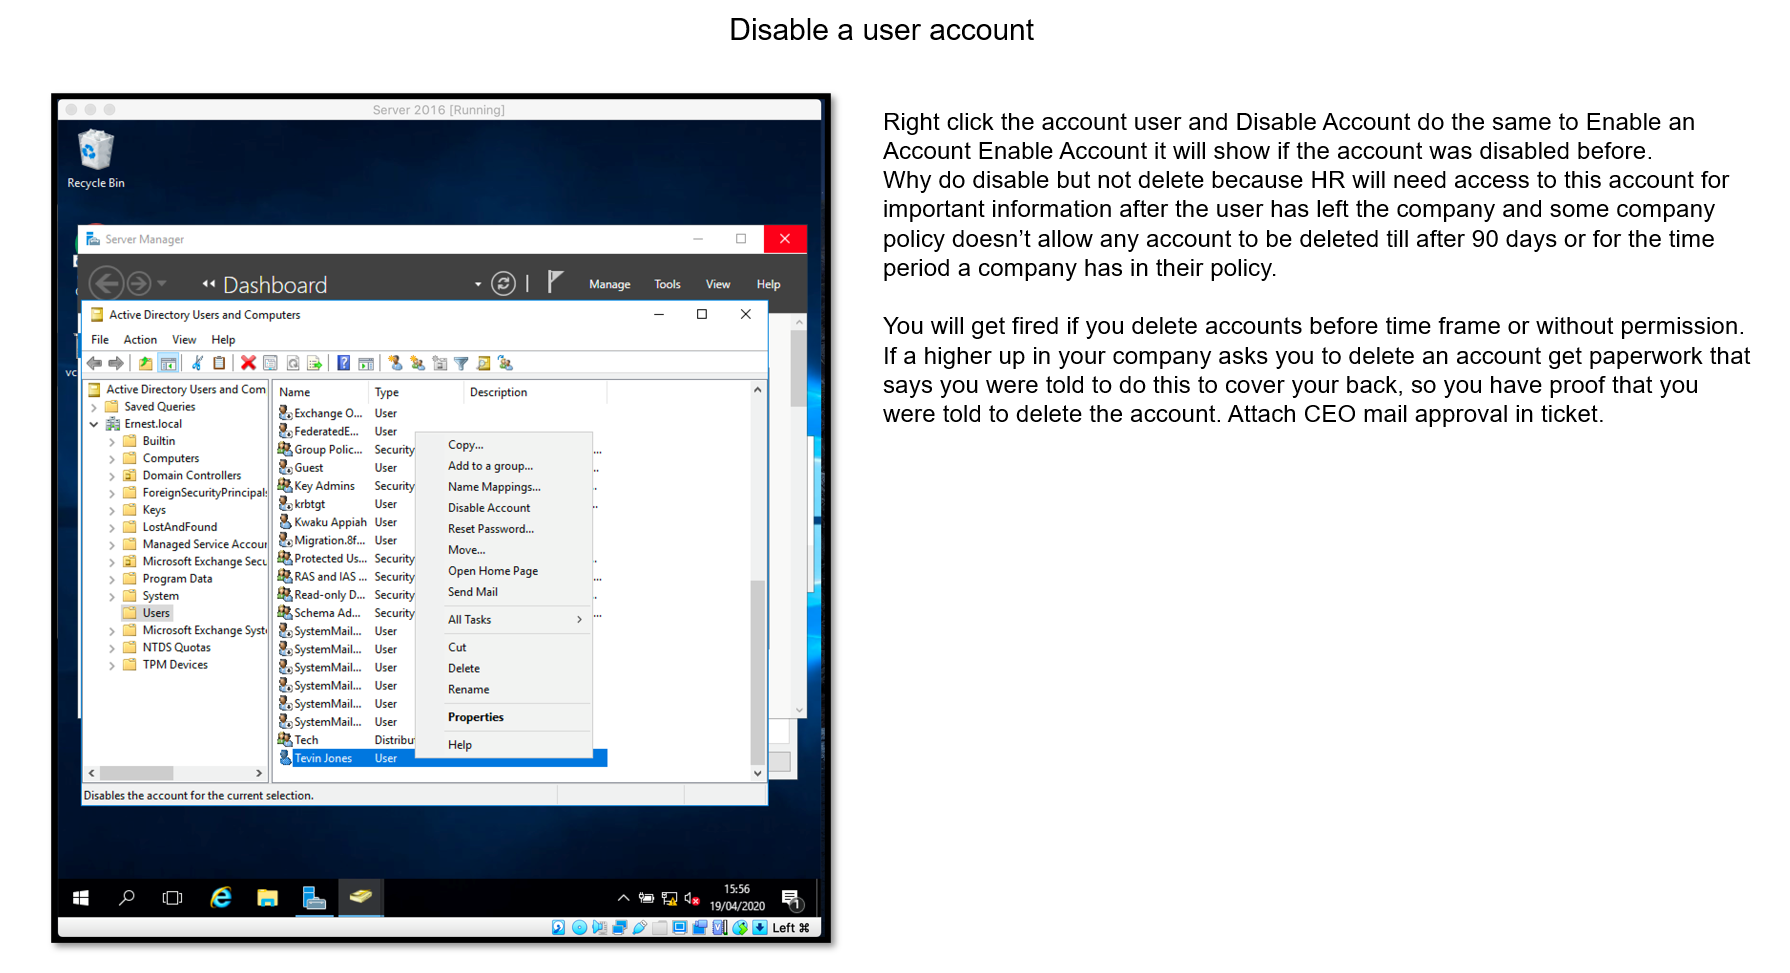 Disable a user account
Server 2016 [Running]
Recycle Bin
Server Manager
Dashboard
Manage Tools View Help
Active Directory Users and Computers
File Action View Help
Active Directory Users and Com
Saved Queries
Ernest.local
Builtin
Computers
Domain Controllers
ForeignSecurityPrincipals
Keys
LostAndFound
Managed Service Accour
Microsoft Exchange Secu
Program Data
System
Users
Microsoft Exchange Syste
NTDS Quotas
TPM Devices
Name Type Description
Exchange O... User
FederatedE... User
Group Polic... Security
Guest User
Key Admins Security
krbtgt User
Kwaku Appiah User
Migration.8f... User
Protected Us... Security
RAS and IAS ... Security
Read-only D... Security
Schema Ad... Security
SystemMail... User
SystemMail... User
SystemMail... User
SystemMail... User
SystemMail... User
SystemMail... User
Tech Distribu
Tevin Jones User
Copy...
Add to a group...
Name Mappings...
Disable Account
Reset Password...
Move...
Open Home Page
Send Mail
All Tasks
Cut
Delete
Rename
Properties
Help
Disables the account for the current selection.
vc
15:56
19/04/2020
1
Left ⌘
Right click the account user and Disable Account do the same to Enable an
Account Enable Account it will show if the account was disabled before.
Why do disable but not delete because HR will need access to this account for
important information after the user has left the company and some company
policy doesn’t allow any account to be deleted till after 90 days or for the time
period a company has in their policy.
You will get fired if you delete accounts before time frame or without permission.
If a higher up in your company asks you to delete an account get paperwork that
says you were told to do this to cover your back, so you have proof that you
were told to delete the account. Attach CEO mail approval in ticket.